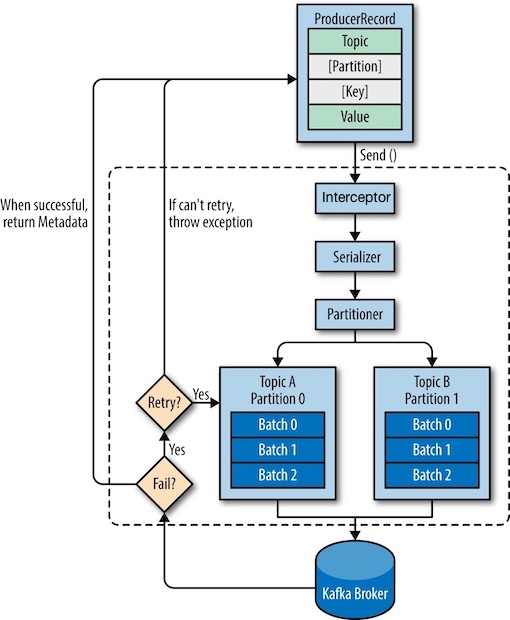 ProducerRecord
Topic
[Partition]
[Key]
Value
Send ()
When successful,
return Metadata
If can't retry,
throw exception
Interceptor
Serializer
Partitioner
Topic A
Partition 0
Batch 0
Batch 1
Batch 2
Topic B
Partition 1
Batch 0
Batch 1
Batch 2
Retry?
Yes
Yes
Fail?
Kafka Broker